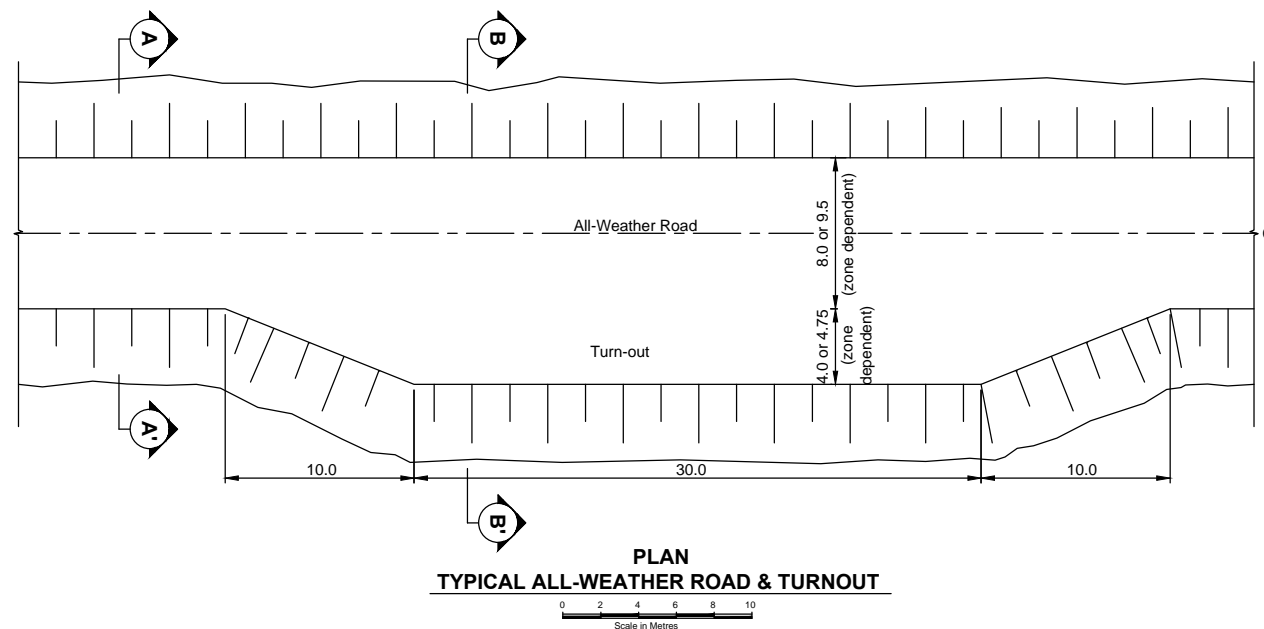 A
B
All-Weather Road
8.0 or 9.5
(zone dependent)
4.0 or 4.75
(zone
dependent)
Turn-out
A'
10.0
30.0
10.0
B'
PLAN
TYPICAL ALL-WEATHER ROAD & TURNOUT
0 2 4 6 8 10
Scale in Metres